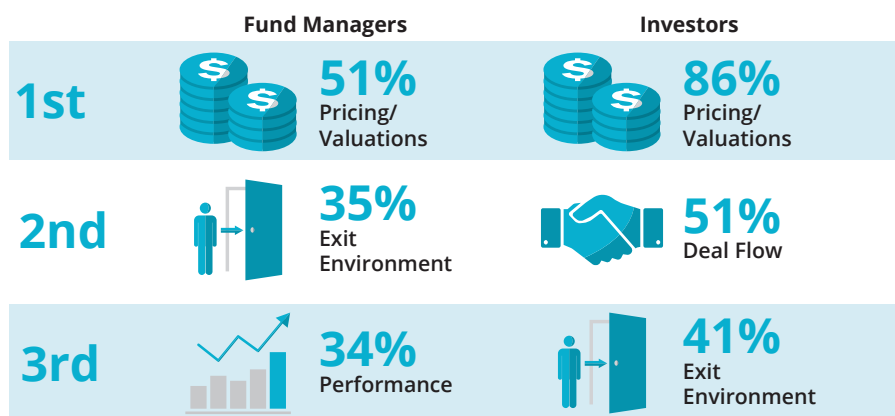 Fund Managers
Investors
1st
$
$
51%
Pricing/
Valuations
$
$
86%
Pricing/
Valuations
2nd
35%
Exit
Environment
51%
Deal Flow
3rd
34%
Performance
41%
Exit
Environment